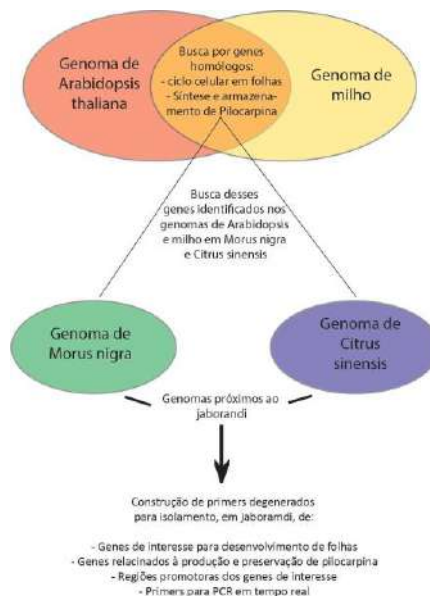 Genoma de
Arabidopsis
thaliana
Busca por genes
homólogos:
- ciclo celular em folhas
- Síntese e armazena-
mento de Pilocarpina
Genoma de
milho
Busca desses
genes identificados nos
genomas de Arabidopsis
e milho em Morus nigra
e Citrus sinensis
Genoma de
Morus nigra
Genoma de
Citrus
sinensis
Genomas próximos ao
jaborandi
Construção de primers degenerados
para isolamento, em jaborandi, de:
- Genes de interesse para desenvolvimento de folhas
- Genes relacionados à produção e preservação de pilocarpina
- Regiões promotoras dos genes de interesse
- Primers para PCR em tempo real